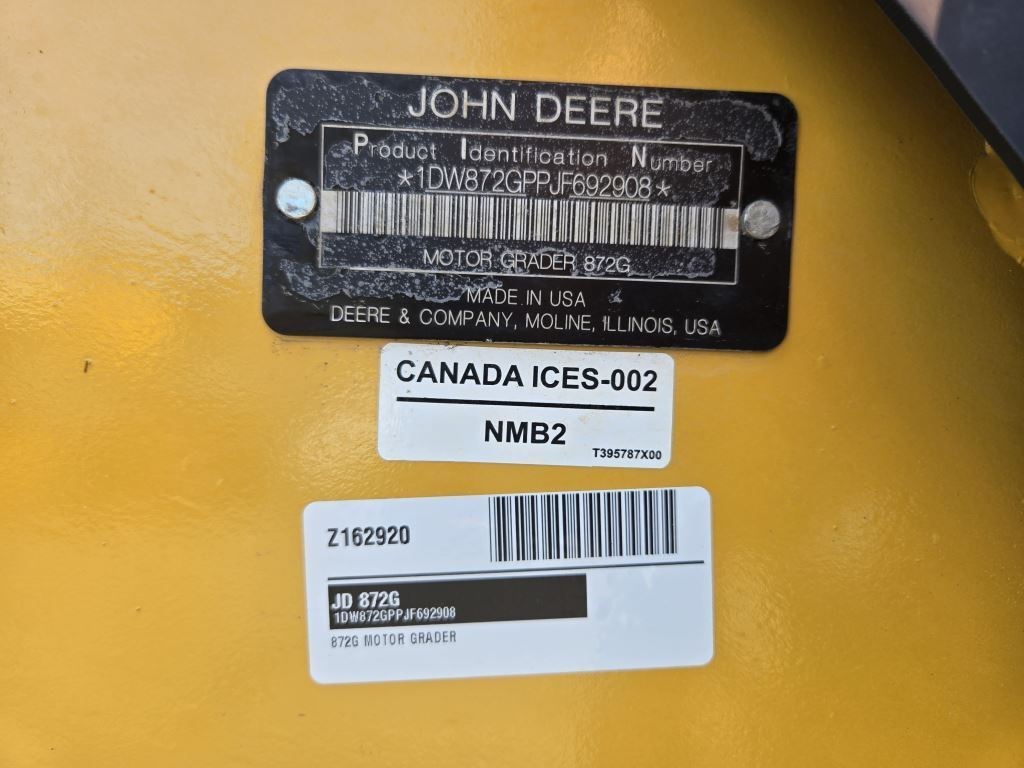 JOHN DEERE
Product Identification Number
*1DW872GPPJF692908*
MOTOR GRADER 872G
MADE IN USA
DEERE & COMPANY, MOLINE, ILLINOIS, USA
CANADA ICES-002
NMB2
T395787X00
Z162920
JD 872G
1DW872GPPJF692908
872G MOTOR GRADER